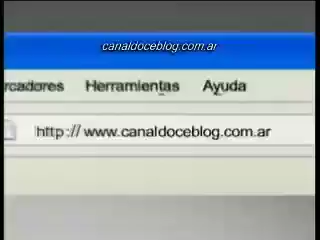 canaldoceblog.com.ar
rcadores Herramientas Ayuda
http://www.canaldoceblog.com.ar